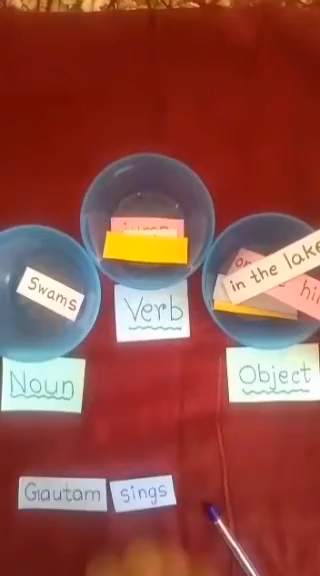 in the lake
Swams
Verb
Noun
Object
Gautam sings